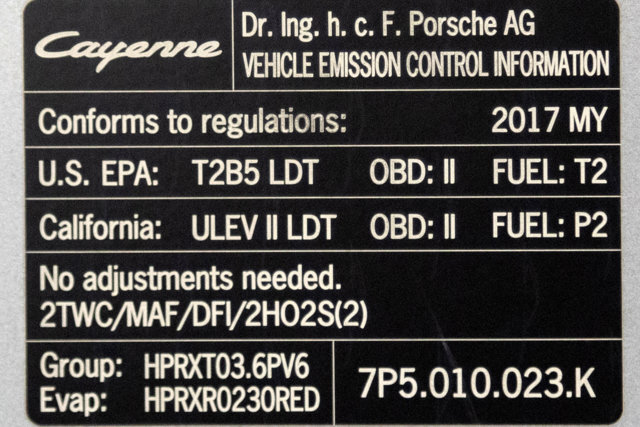 Cayenne
Dr. Ing. h. c. F. Porsche AG
VEHICLE EMISSION CONTROL INFORMATION
Conforms to regulations: 2017 MY
U.S. EPA: T2B5 LDT OBD: II FUEL: T2
California: ULEV II LDT OBD: II FUEL: P2
No adjustments needed.
2TWC/MAF/DFI/2HO2S(2)
Group: HPRXT03.6PV6
Evap: HPRXR0230RED
7P5.010.023.K